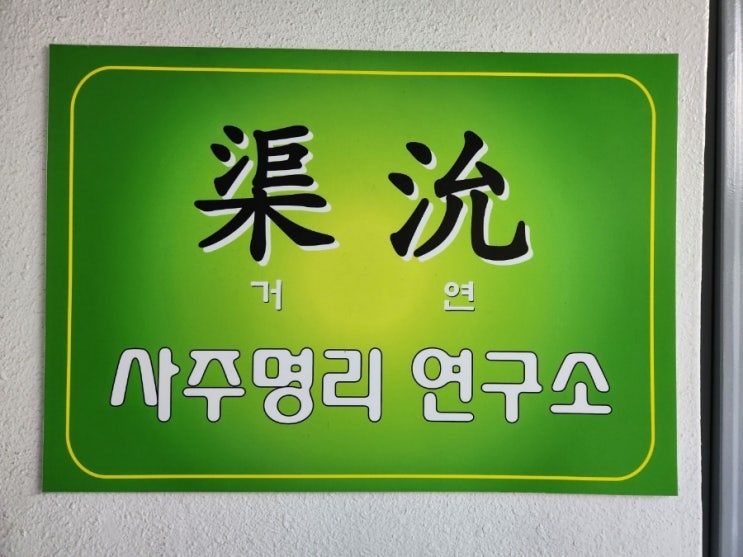 渠沇
거 연
사주명리 연구소